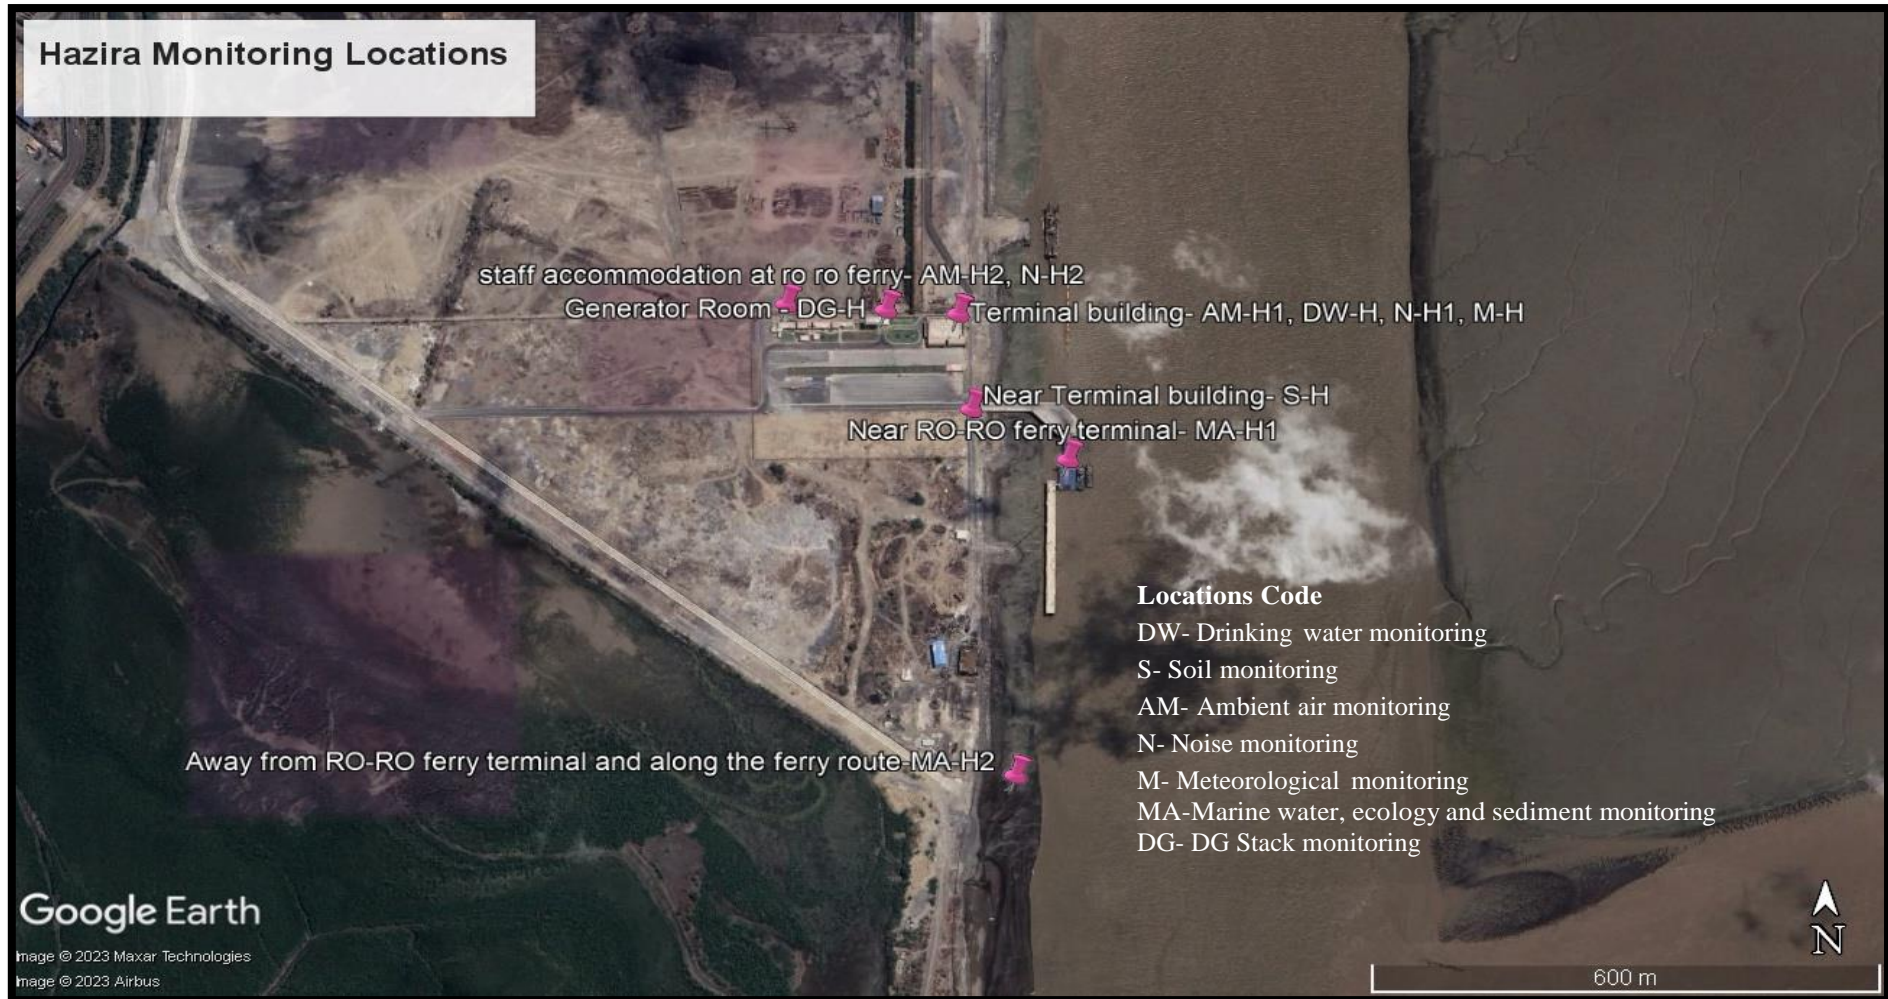 Hazira Monitoring Locations
staff accommodation at ro ro ferry- AM-H2, N-H2
Generator Room - DG-H
Terminal building- AM-H1, DW-H, N-H1, M-H
Near Terminal building- S-H
Near RO-RO ferry terminal- MA-H1
Away from RO-RO ferry terminal and along the ferry route-MA-H2
Locations Code
DW- Drinking water monitoring
S- Soil monitoring
AM- Ambient air monitoring
N- Noise monitoring
M- Meteorological monitoring
MA-Marine water, ecology and sediment monitoring
DG- DG Stack monitoring
Google Earth
Image © 2023 Maxar Technologies
Image © 2023 Airbus
N
600 m